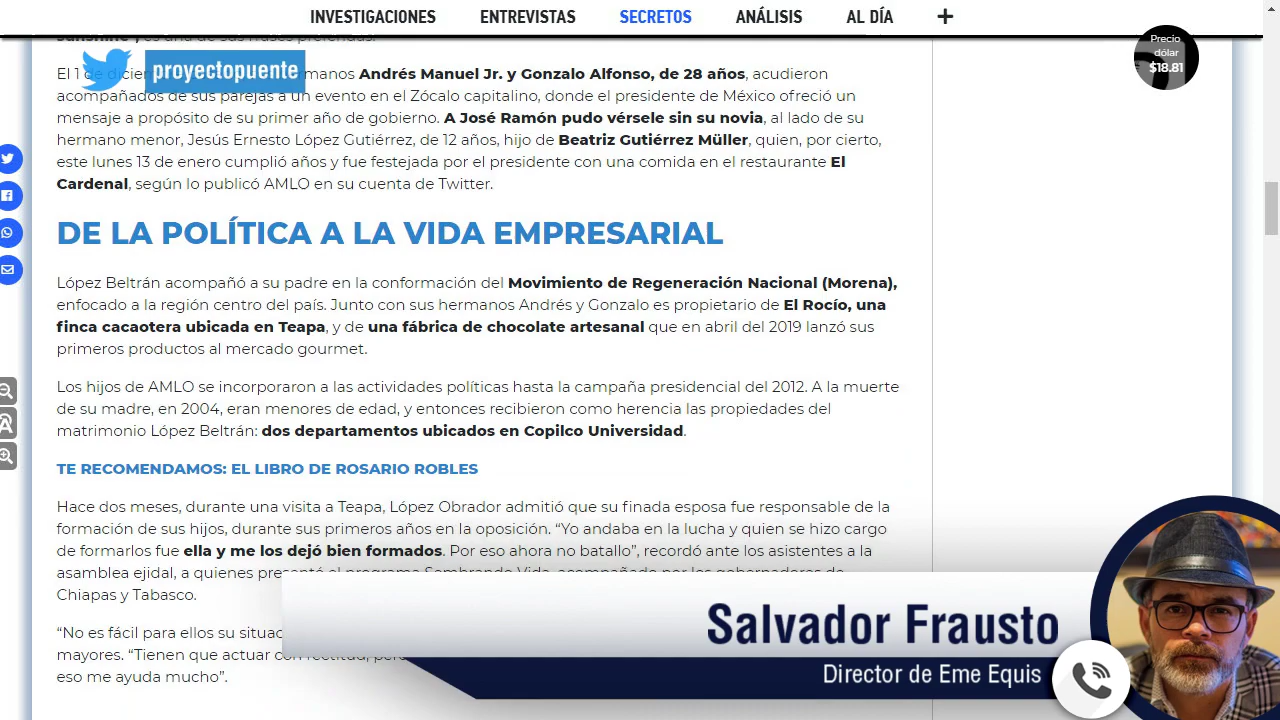 INVESTIGACIONES ENTREVISTAS SECRETOS ANÁLISIS AL DÍA +
es una de sus frases preferidas.
Precio
dólar
$18.81
proyectopuente
El 1 de manos Andrés Manuel Jr. y Gonzalo Alfonso, de 28 años, acudieron
acompañados de sus parejas a un evento en el Zócalo capitalino, donde el presidente de México ofreció un
mensaje a propósito de su primer año de gobierno. A José Ramón pudo vérsele sin su novia, al lado de su
hermano menor, Jesús Ernesto López Gutiérrez, de 12 años, hijo de Beatriz Gutiérrez Müller, quien, por cierto,
este lunes 13 de enero cumplió años y fue festejada por el presidente con una comida en el restaurante El
Cardenal, según lo publicó AMLO en su cuenta de Twitter.
DE LA POLÍTICA A LA VIDA EMPRESARIAL
López Beltrán acompañó a su padre en la conformación del Movimiento de Regeneración Nacional (Morena),
enfocado a la región centro del país. Junto con sus hermanos Andrés y Gonzalo es propietario de El Rocío, una
finca cacaotera ubicada en Teapa, y de una fábrica de chocolate artesanal que en abril del 2019 lanzó sus
primeros productos al mercado gourmet.
Los hijos de AMLO se incorporaron a las actividades políticas hasta la campaña presidencial del 2012. A la muerte
de su madre, en 2004, eran menores de edad, y entonces recibieron como herencia las propiedades del
matrimonio López Beltrán: dos departamentos ubicados en Copilco Universidad.
TE RECOMENDAMOS: EL LIBRO DE ROSARIO ROBLES
Hace dos meses, durante una visita a Teapa, López Obrador admitió que su finada esposa fue responsable de la
formación de sus hijos, durante sus primeros años en la oposición. “Yo andaba en la lucha y quien se hizo cargo
de formarlos fue ella y me los dejó bien formados. Por eso ahora no batallo”, recordó ante los asistentes a la
asamblea ejidal, a quienes presentó el programa Sembrando Vida, acompañado por los gobernadores de
Chiapas y Tabasco.
“No es fácil para ellos su situac
mayores. “Tienen que actuar con rectitud,
eso me ayuda mucho”.
Salvador Frausto
Director de Eme Equis